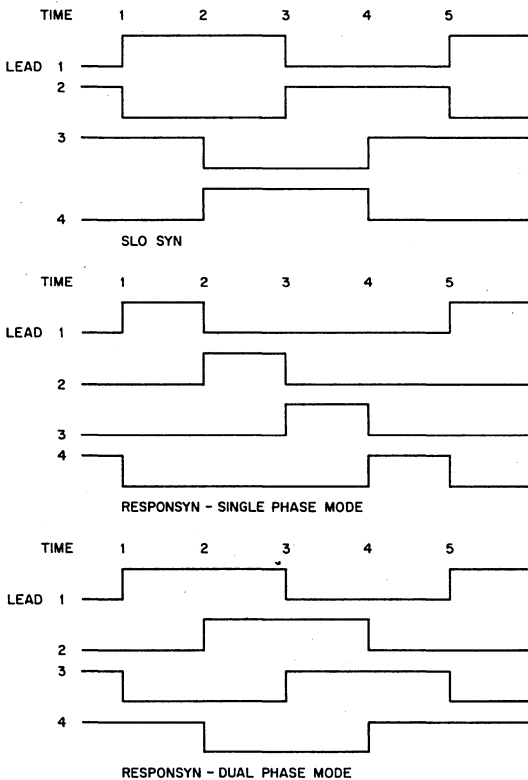 TIME 1 2 3 4 5
LEAD 1
2
3
4
SLO SYN
TIME 1 2 3 4 5
LEAD 1
2
3
4
RESPONSYN - SINGLE PHASE MODE
TIME 1 2 3 4 5
LEAD 1
2
3
4
RESPONSYN - DUAL PHASE MODE